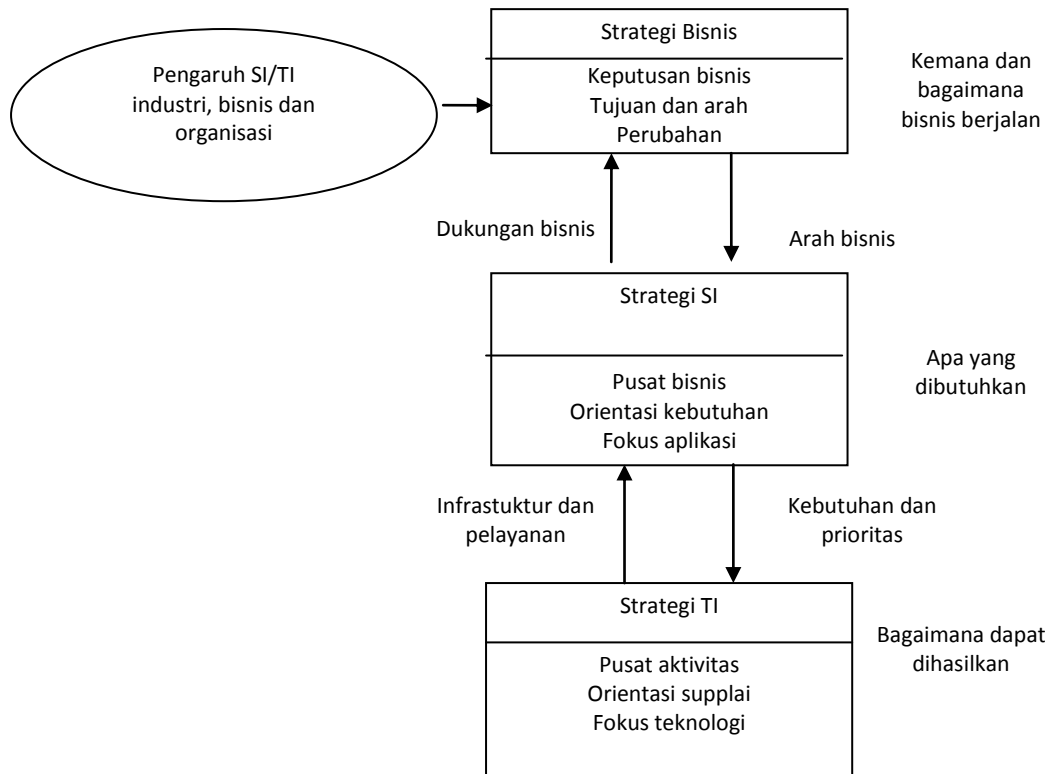 Strategi Bisnis
Pengaruh SI/TI
industri, bisnis dan
organisasi
Keputusan bisnis
Tujuan dan arah
Perubahan
Kemana dan
bagaimana
bisnis berjalan
Dukungan bisnis
Arah bisnis
Strategi SI
Pusat bisnis
Orientasi kebutuhan
Fokus aplikasi
Apa yang
dibutuhkan
Infrastuktur dan
pelayanan
Kebutuhan dan
prioritas
Strategi TI
Pusat aktivitas
Orientasi supplai
Fokus teknologi
Bagaimana dapat
dihasilkan